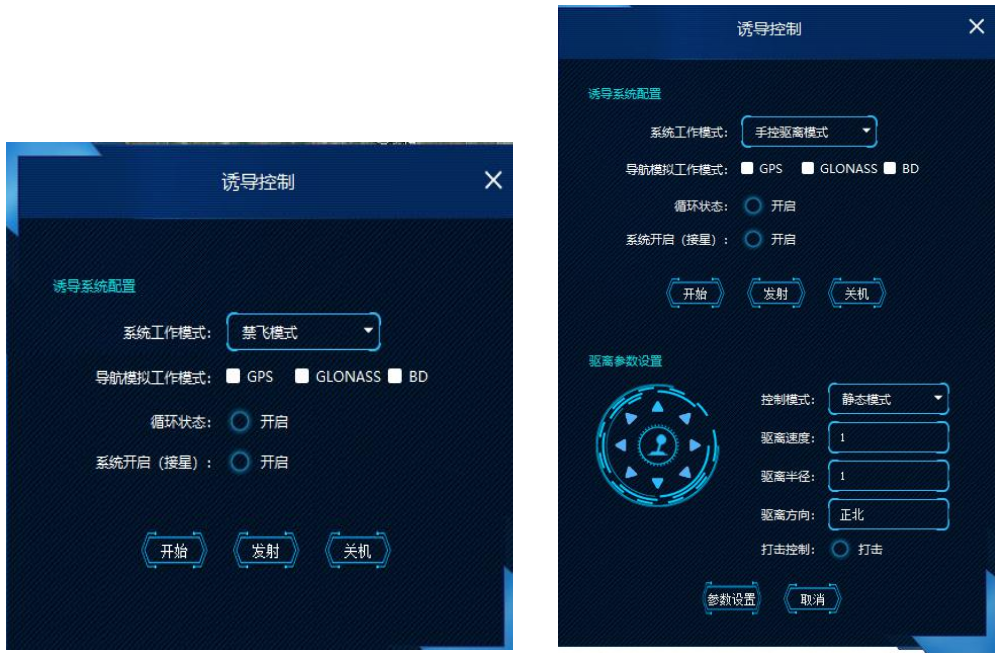 诱导控制
诱导系统配置
系统工作模式： 禁飞模式
导航模拟工作模式： GPS GLONASS BD
循环状态： 开启
系统开启（接星）： 开启
开始 发射 关机
诱导控制
诱导系统配置
系统工作模式： 手控驱离模式
导航模拟工作模式： GPS GLONASS BD
循环状态： 开启
系统开启（接星）： 开启
开始 发射 关机
驱离参数设置
控制模式： 静态模式
驱离速度： 1
驱离半径： 1
驱离方向： 正北
打击控制： 打击
参数设置 取消